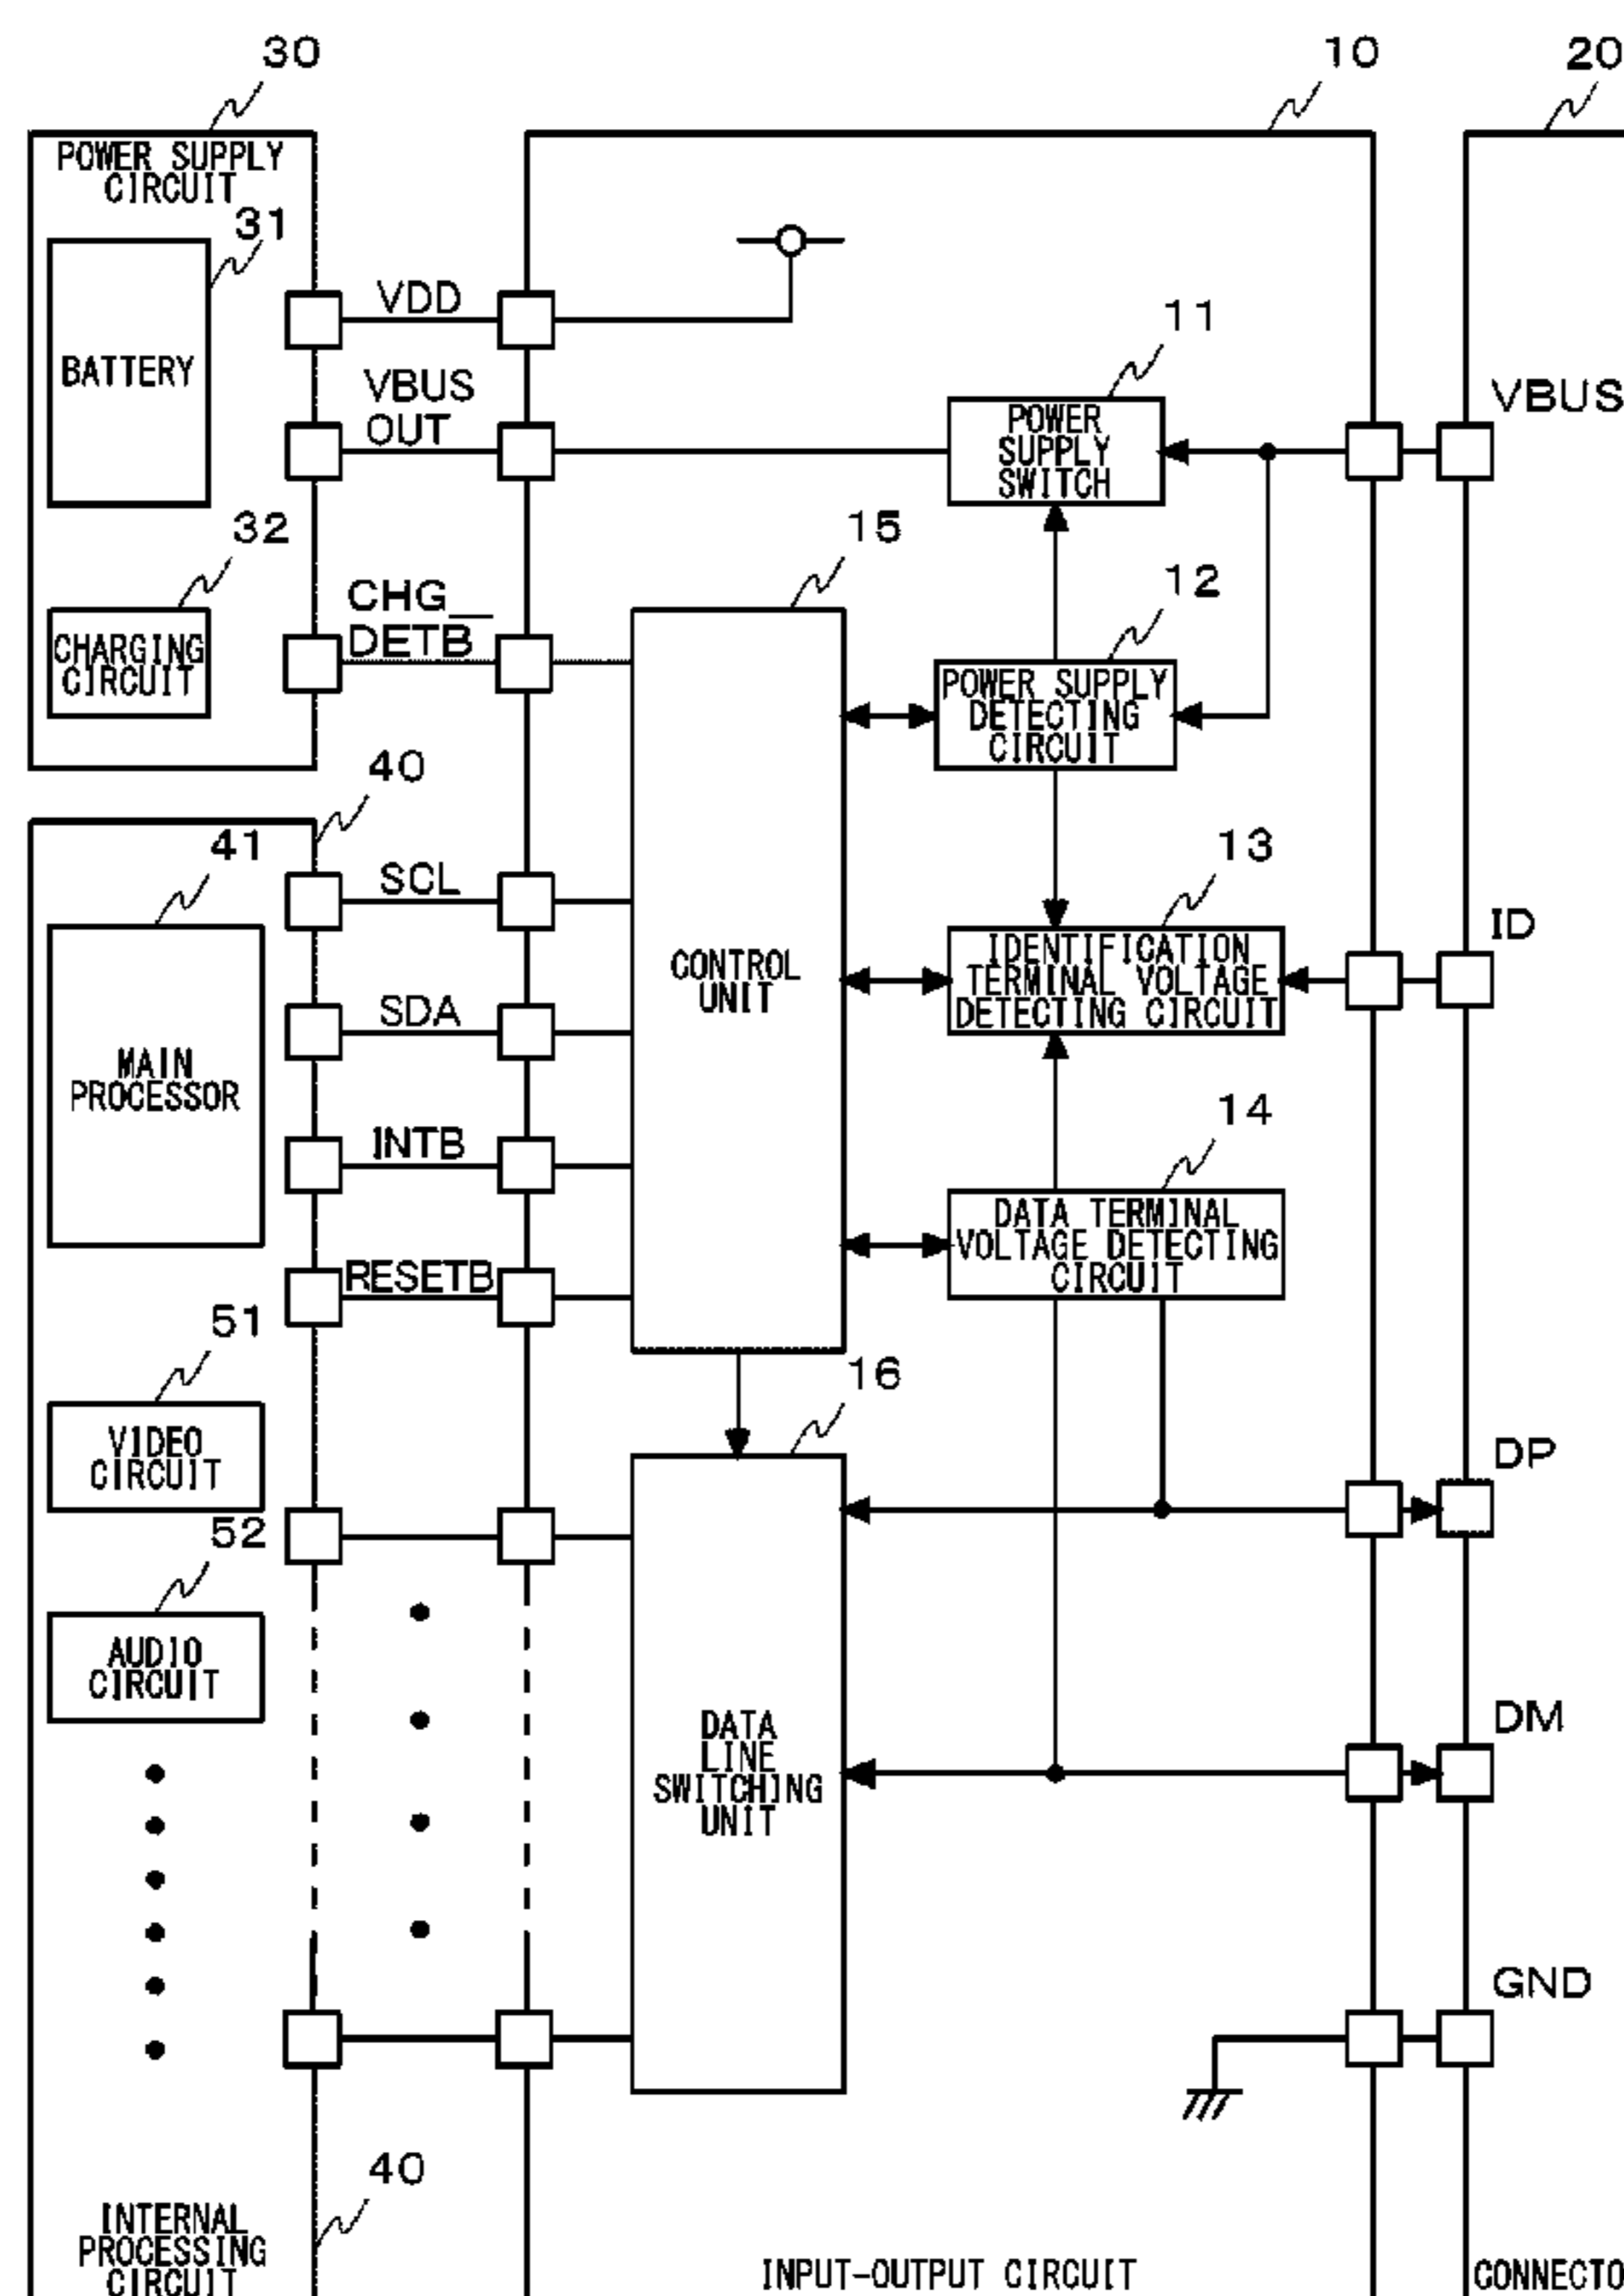 30
10
20
POWER SUPPLY
CIRCUIT
31
BATTERY
VDD
11
VBUS
OUT
POWER
SUPPLY
SWITCH
VBUS
32
15
12
CHG_
DETB
CHARGING
CIRCUIT
POWER SUPPLY
DETECTING
CIRCUIT
40
41
13
SCL
ID
CONTROL
UNIT
IDENTIFICATION
TERMINAL VOLTAGE
DETECTING CIRCUIT
SDA
MAIN
PROCESSOR
14
INTB
DATA TERMINAL
VOLTAGE DETECTING
CIRCUIT
RESETB
51
16
VIDEO
CIRCUIT
DP
52
AUDIO
CIRCUIT
DM
DATA
LINE
SWITCHING
UNIT
GND
40
INTERNAL
PROCESSING
CIRCUIT
INPUT-OUTPUT CIRCUIT
CONNECTO